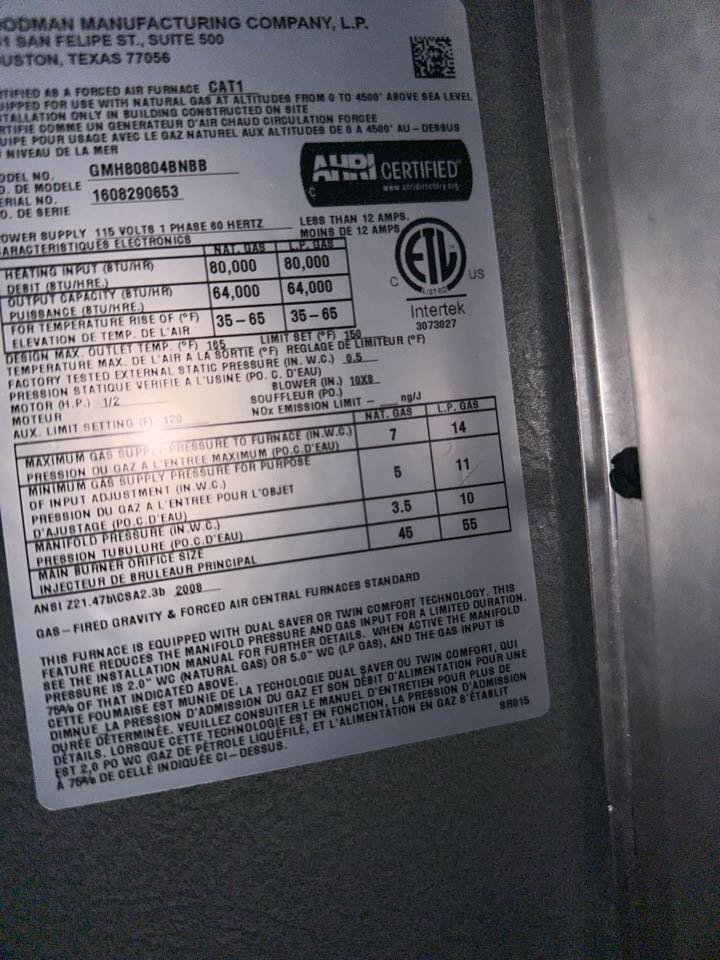 ODMAN MANUFACTURING COMPANY, L.P.
1 SAN FELIPE ST., SUITE 500
USTON, TEXAS 77056
TIFIED AS A FORCED AIR FURNACE CAT1
IPPED FOR USE WITH NATURAL GAS AT ALTITUDES FROM 0 TO 4500' ABOVE SEA LEVEL
TALLATION ONLY IN BUILDING CONSTRUCTED ON SITE
RTIFIE COMME UN GENERATEUR D'AIR CHAUD CIRCULATION FORCEE
UIPE POUR USAGE AVEC LE GAZ NATUREL AUX ALTITUDES DE 0 A 4500' AU-DESSUS
NIVEAU DE LA MER
ODEL NO. GMH80804BNBB
O. DE MODELE
ERIAL NO. 1608290653
O. DE SERIE
AHRI CERTIFIED
www.ahridirectory.org
C
OWER SUPPLY 115 VOLTS 1 PHASE 60 HERTZ LESS THAN 12 AMPS.
ARACTERISTIQUES ELECTRONICS MOINS DE 12 AMPS
NAT. GAS L.P. GAS
HEATING INPUT (BTU/HR) 80,000 80,000
DEBIT (BTU/HRE.)
OUTPUT CAPACITY (BTU/HR) 64,000 64,000
PUISSANCE (BTU/HRE.)
FOR TEMPERATURE RISE OF (°F) 35-65 35-65
ELEVATION DE TEMP. DE L'AIR
C ETL US
LISTED
Intertek
3073027
DESIGN MAX. OUTLET TEMP. (°F) 165 LIMIT SET (°F) 150
TEMPERATURE MAX. DE L'AIR A LA SORTIE (°F) REGLAGE DE LIMITEUR (°F)
FACTORY TESTED EXTERNAL STATIC PRESSURE (IN. W.C.) 0.5
PRESSION STATIQUE VERIFIE A L'USINE (PO. C. D'EAU)
MOTOR (H.P.) 1/2 BLOWER (IN.) 10X8
MOTEUR SOUFFLEUR (PO.)
AUX. LIMIT SETTING (F) 120 NOx EMISSION LIMIT - ng/J
NAT. GAS L.P. GAS
MAXIMUM GAS SUPPLY PRESSURE TO FURNACE (IN.W.C.) 7 14
PRESSION DU GAZ A L'ENTREE MAXIMUM (PO.C.D'EAU)
MINIMUM GAS SUPPLY PRESSURE FOR PURPOSE
OF INPUT ADJUSTMENT (IN.W.C.) 5 11
PRESSION DU GAZ A L'ENTREE POUR L'OBJET
D'AJUSTAGE (PO.C.D'EAU)
MANIFOLD PRESSURE (IN.W.C.) 3.5 10
PRESSION TUBULURE (PO.C.D'EAU)
MAIN BURNER ORIFICE SIZE 45 55
INJECTEUR DE BRULEAUR PRINCIPAL
ANSI Z21.47b\CSA2.3b 2008
GAS-FIRED GRAVITY & FORCED AIR CENTRAL FURNACES STANDARD
THIS FURNACE IS EQUIPPED WITH DUAL SAVER OR TWIN COMFORT TECHNOLOGY. THIS
FEATURE REDUCES THE MANIFOLD PRESSURE AND GAS INPUT FOR A LIMITED DURATION.
SEE THE INSTALLATION MANUAL FOR FURTHER DETAILS. WHEN ACTIVE THE MANIFOLD
PRESSURE IS 2.0" WC (NATURAL GAS) OR 5.0" WC (LP GAS), AND THE GAS INPUT IS
75% OF THAT INDICATED ABOVE.
CETTE FOUMAISE EST MUNIE DE LA TECHOLOGIE DUAL SAVER OU TWIN COMFORT, QUI
DIMNUE LA PRESSION D'ADMISSION DU GAZ ET SON DÉBIT D'ALIMENTATION POUR UNE
DURÉE DÉTERMINÉE. VEUILLEZ CONSUITER LE MANUEL D'ENTRETIEN POUR PLUS DE
DÉTAILS. LORSQUE CETTE TECHNOLOGIE EST EN FONCTION, LA PRESSION D'ADMISSION
EST 2,0 PO WC (GAZ DE PÉTROLE LIQUÉFILÉ, ET L'ALIMENTATION EN GAZ S'ÉTABLIT
À 75% DE CELLE INDIQUÉE CI-DESSUS.
SR015